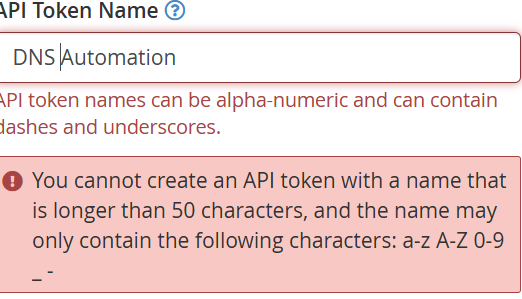 API Token Name
DNS Automation
API token names can be alpha-numeric and can contain
dashes and underscores.
You cannot create an API token with a name that
is longer than 50 characters, and the name may
only contain the following characters: a-z A-Z 0-9
_ -